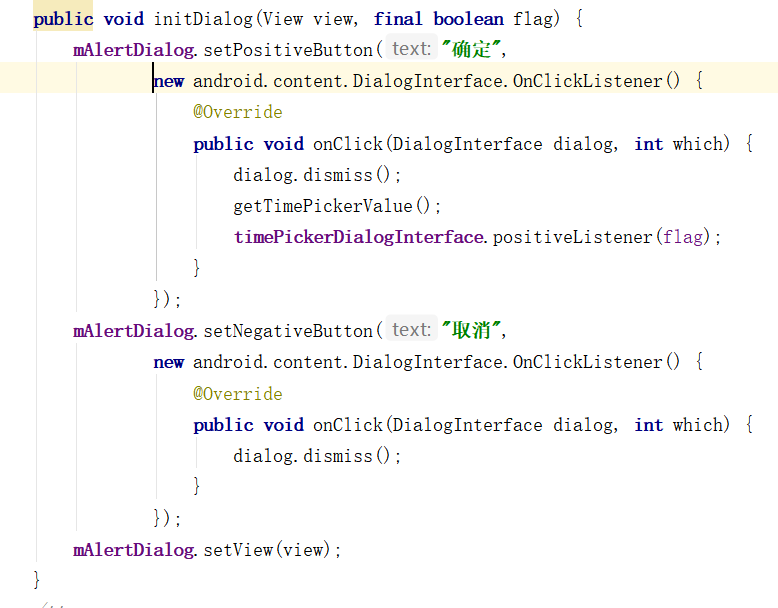 public void initDialog(View view, final boolean flag) {
mAlertDialog.setPositiveButton( text: "确定",
new android.content.DialogInterface.OnClickListener() {
@Override
public void onClick(DialogInterface dialog, int which) {
dialog.dismiss();
getTimePickerValue();
timePickerDialogInterface.positiveListener(flag);
}
});
mAlertDialog.setNegativeButton( text: "取消",
new android.content.DialogInterface.OnClickListener() {
@Override
public void onClick(DialogInterface dialog, int which) {
dialog.dismiss();
}
});
mAlertDialog.setView(view);
}